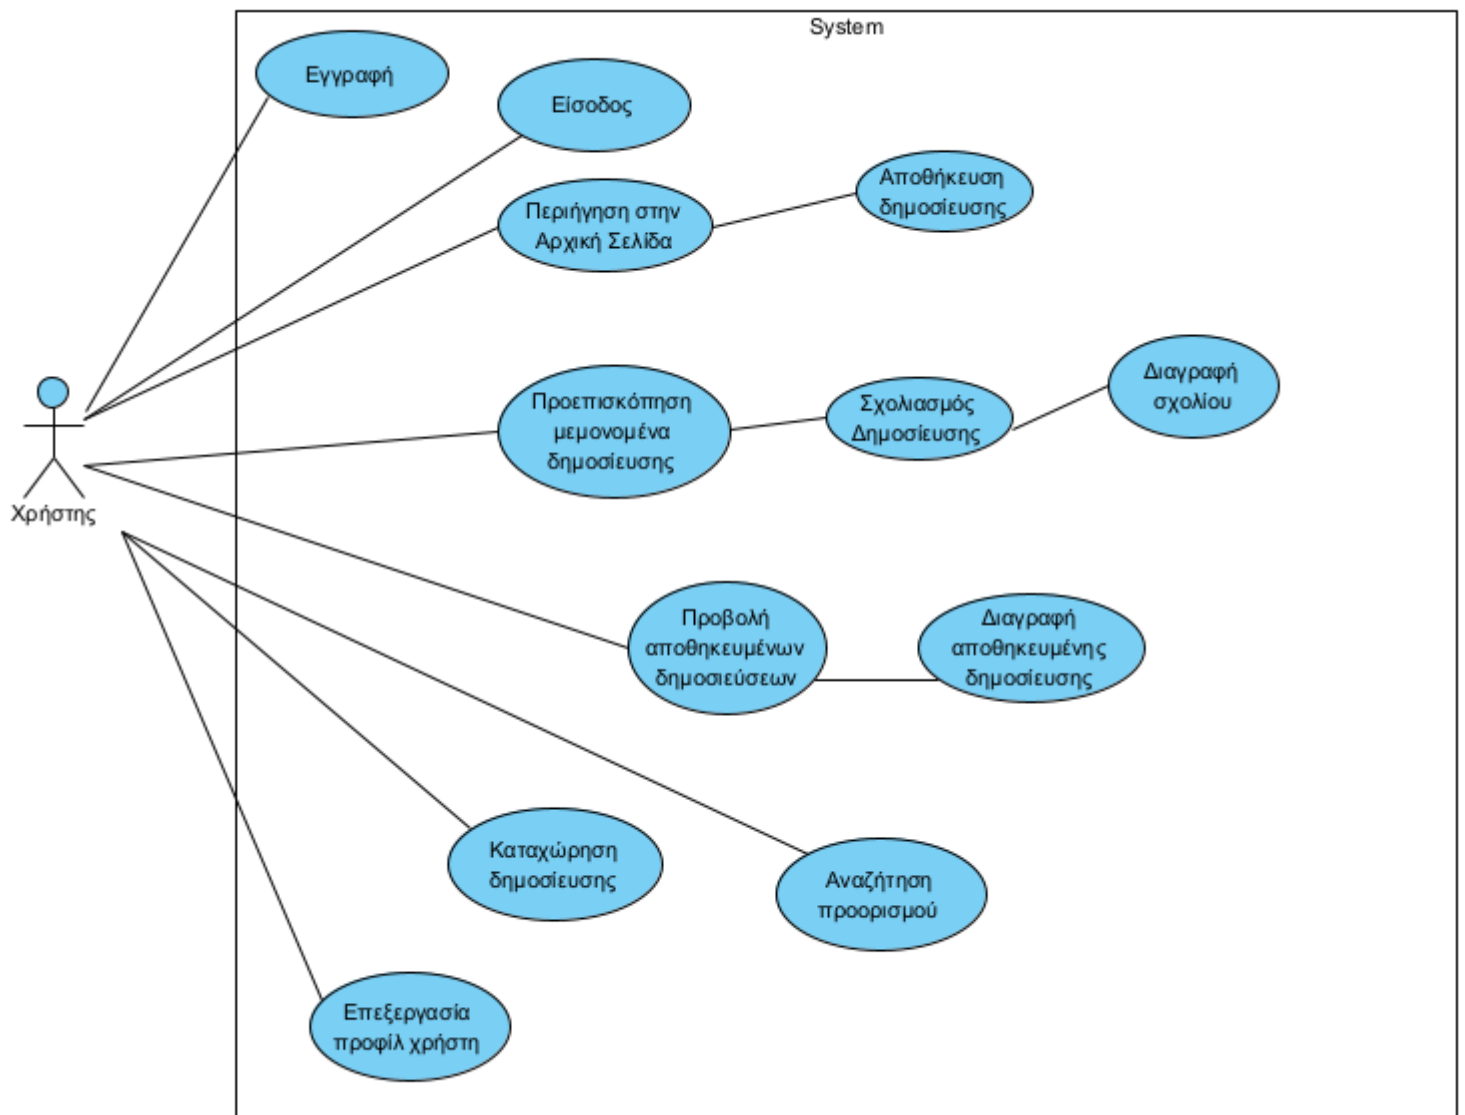 System
Εγγραφή
Είσοδος
Περιήγηση στην
Αρχική Σελίδα
Αποθήκευση
δημοσίευσης
Προεπισκόπηση
μεμονομένα
δημοσίευσης
Σχολιασμός
Δημοσίευσης
Διαγραφή
σχολίου
Χρήστης
Προβολή
αποθηκευμένων
δημοσιεύσεων
Διαγραφή
αποθηκευμένης
δημοσίευσης
Καταχώρηση
δημοσίευσης
Αναζήτηση
προορισμού
Επεξεργασία
προφίλ χρήστη